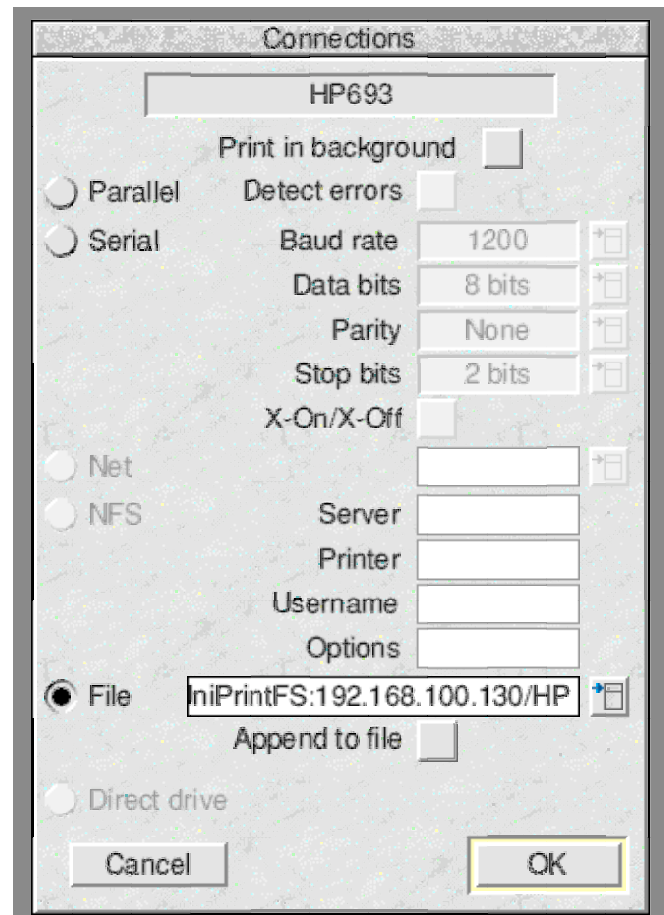 Connections
HP693
Print in background
Parallel Detect errors
Serial Baud rate 1200
Data bits 8 bits
Parity None
Stop bits 2 bits
X-On/X-Off
Net
NFS Server
Printer
Username
Options
File iniPrintFS:192.168.100.130/HP
Append to file
Direct drive
Cancel OK